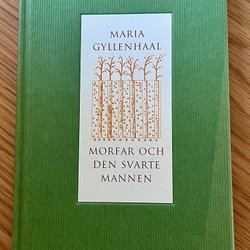 MARIA
GYLLENHAAL
MORFAR OCH
DEN SVARTE
MANNEN